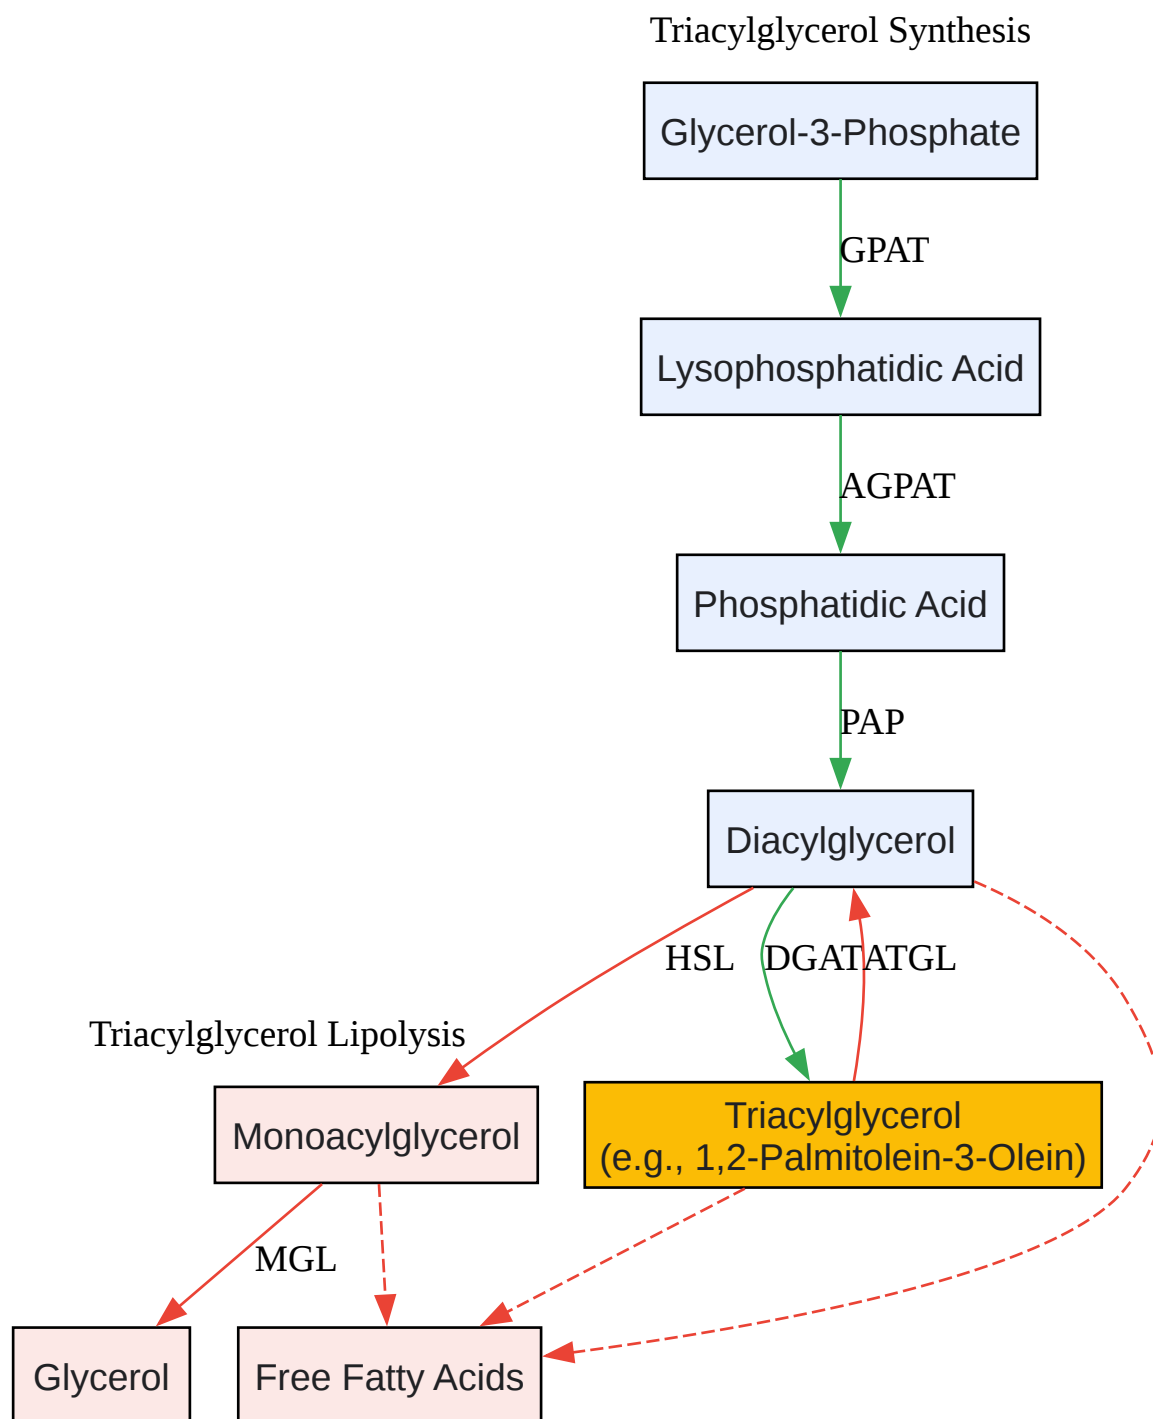 Triacylglycerol Synthesis
Glycerol-3-Phosphate
GPAT
Lysophosphatidic Acid
AGPAT
Phosphatidic Acid
PAP
Diacylglycerol
HSL
DGAT
ATGL
Triacylglycerol Lipolysis
Monoacylglycerol
Triacylglycerol
(e.g., 1,2-Palmitolein-3-Olein)
MGL
Glycerol
Free Fatty Acids